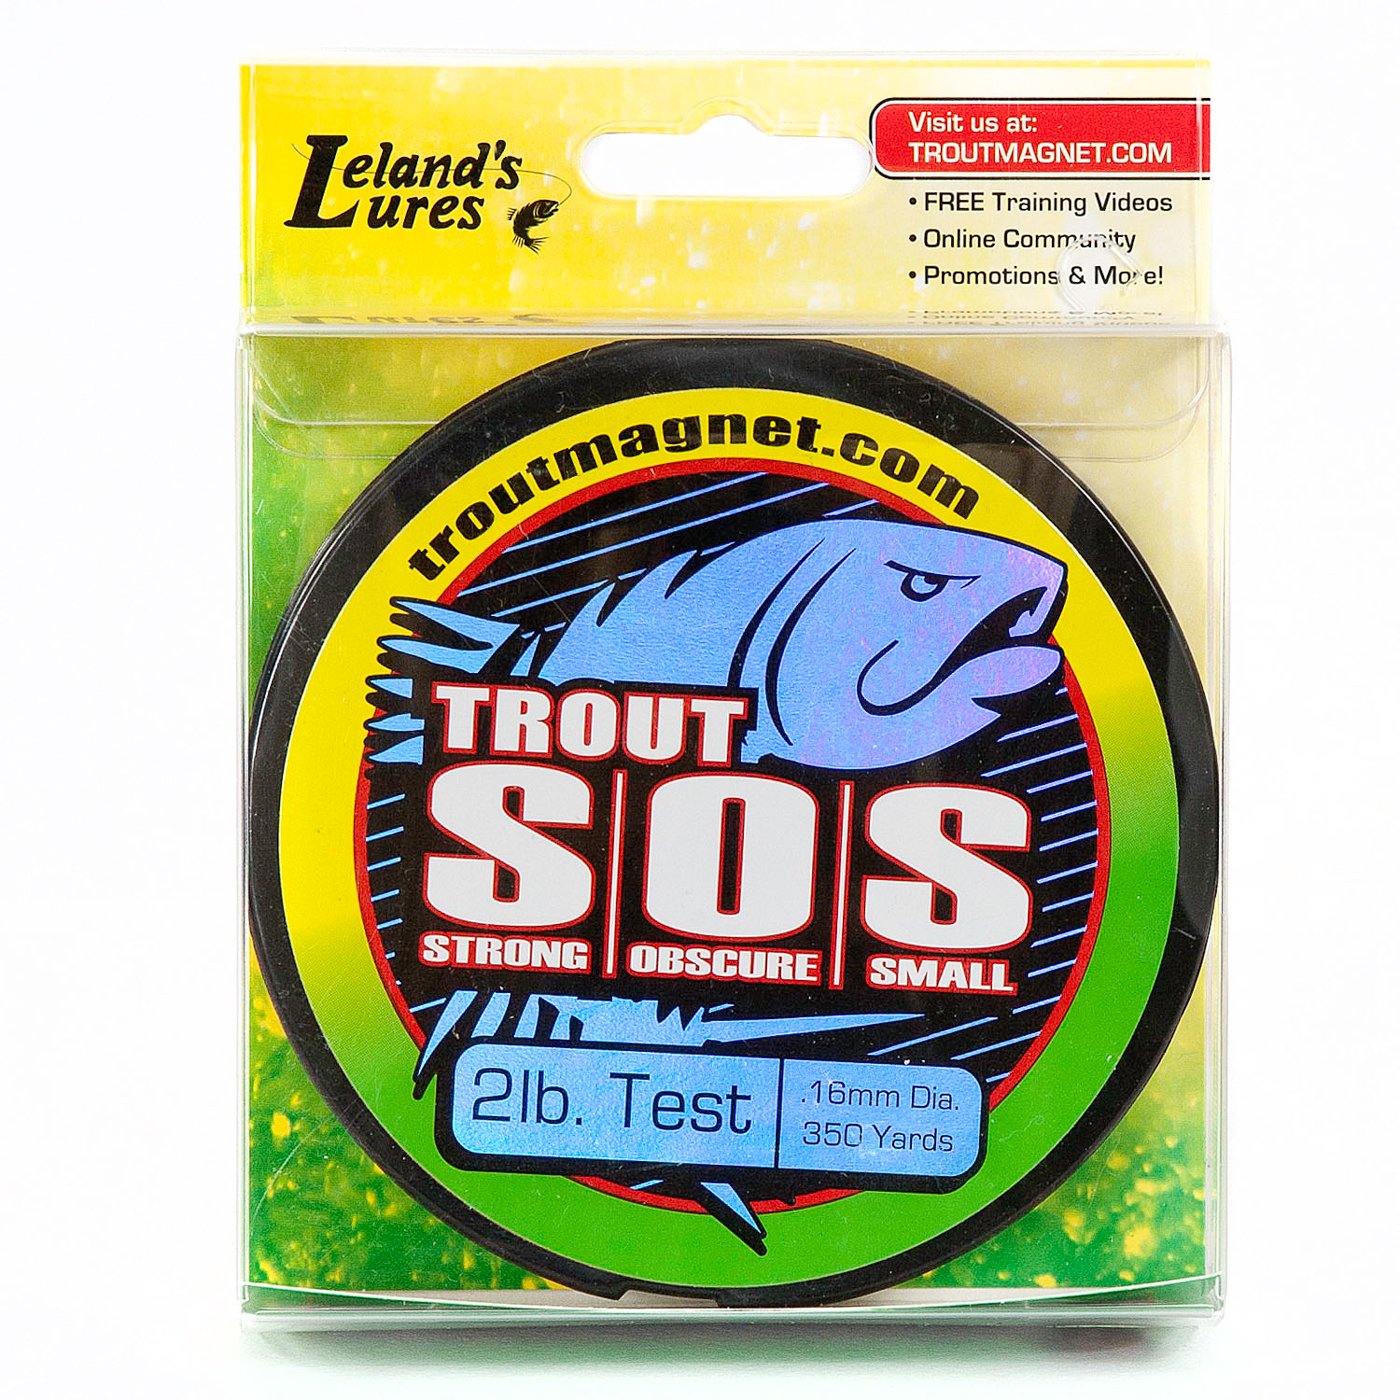 Leland's
Lures
Visit us at:
TROUTMAGNET.COM
• FREE Training Videos
• Online Community
• Promotions & More!
troutmagnet.com
TROUT
S|O|S
STRONG OBSCURE SMALL
2lb. Test
.16mm Dia.
350 Yards